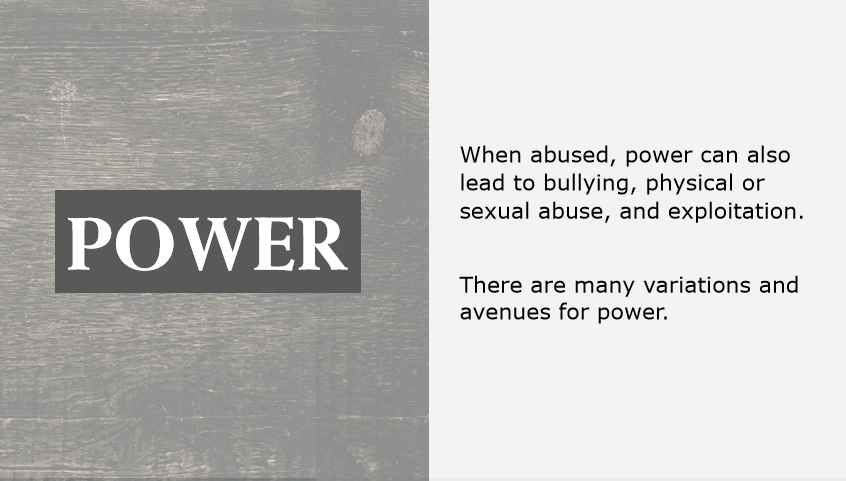 POWER
When abused, power can also
lead to bullying, physical or
sexual abuse, and exploitation.
There are many variations and
avenues for power.